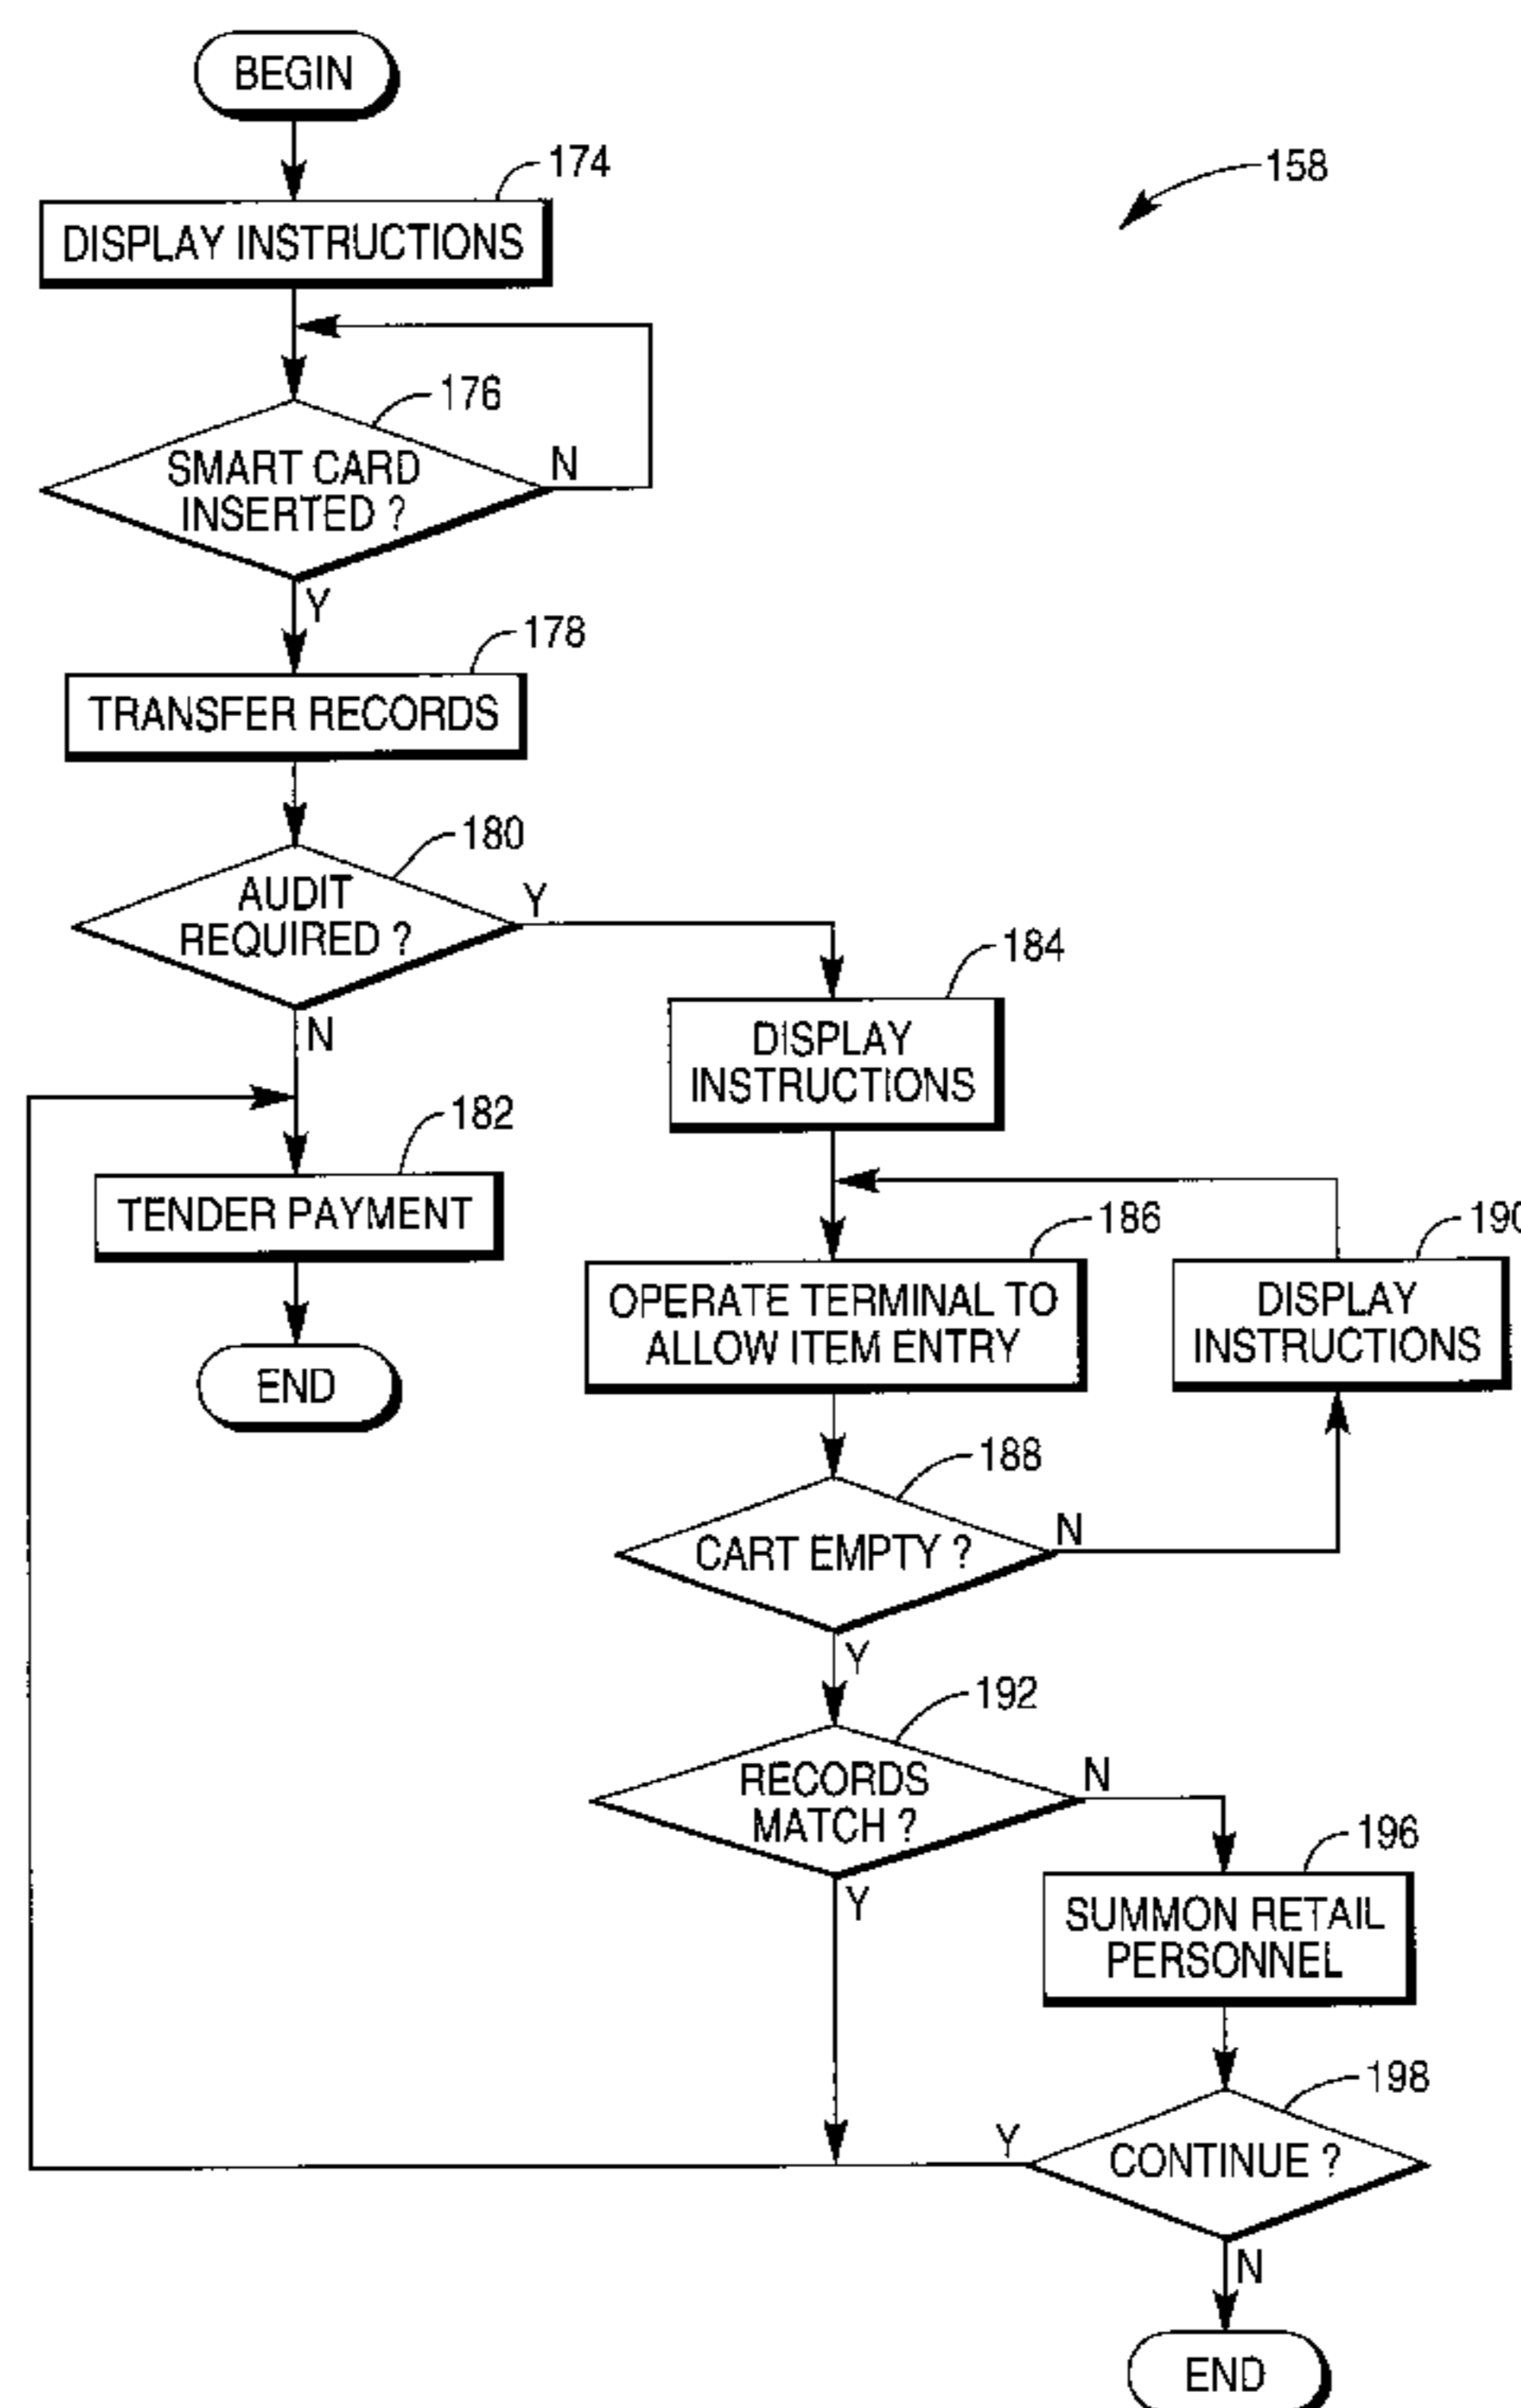 BEGIN
174
158
DISPLAY INSTRUCTIONS
176
SMART CARD
INSERTED ?
N
Y
178
TRANSFER RECORDS
180
AUDIT
REQUIRED ?
Y
N
184
DISPLAY
INSTRUCTIONS
182
TENDER PAYMENT
END
186
OPERATE TERMINAL TO
ALLOW ITEM ENTRY
190
DISPLAY
INSTRUCTIONS
188
CART EMPTY ?
N
Y
192
RECORDS
MATCH ?
N
Y
196
SUMMON RETAIL
PERSONNEL
198
CONTINUE ?
Y
N
END